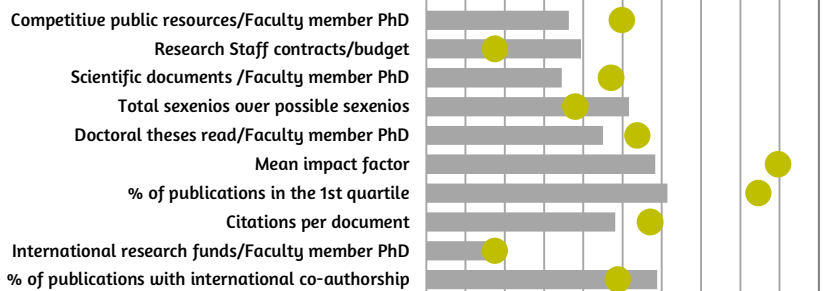 Competitive public resources/Faculty member PhD
Research Staff contracts/budget
Scientific documents /Faculty member PhD
Total sexenios over possible sexenios
Doctoral theses read/Faculty member PhD
Mean impact factor
% of publications in the 1st quartile
Citations per document
International research funds/Faculty member PhD
% of publications with international co-authorship